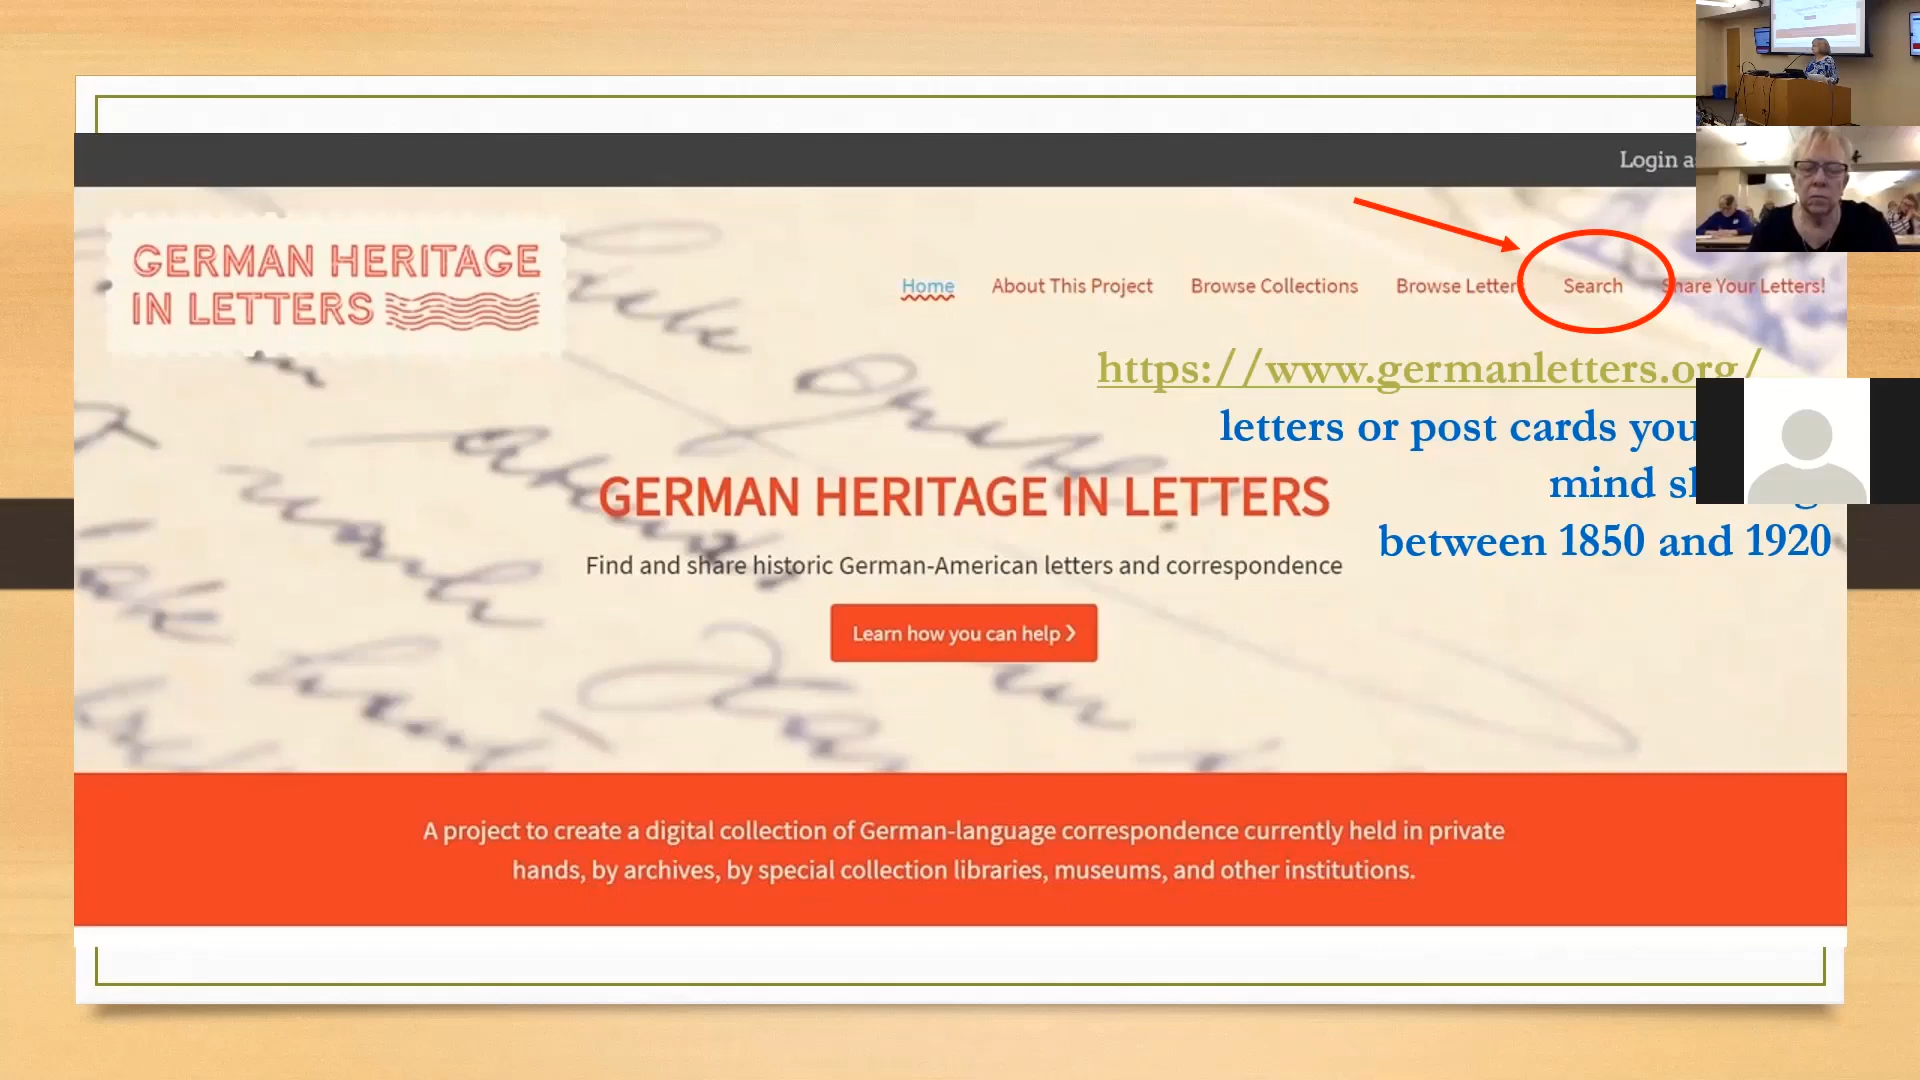 Login
GERMAN HERITAGE
IN LETTERS
Home About This Project Browse Collections Browse Letter Search Share Your Letters!
https://www.germanletters.org/
letters or post cards you
mind
between 1850 and 1920
GERMAN HERITAGE IN LETTERS
Find and share historic German-American letters and correspondence
Learn how you can help ❯
A project to create a digital collection of German-language correspondence currently held in private
hands, by archives, by special collection libraries, museums, and other institutions.